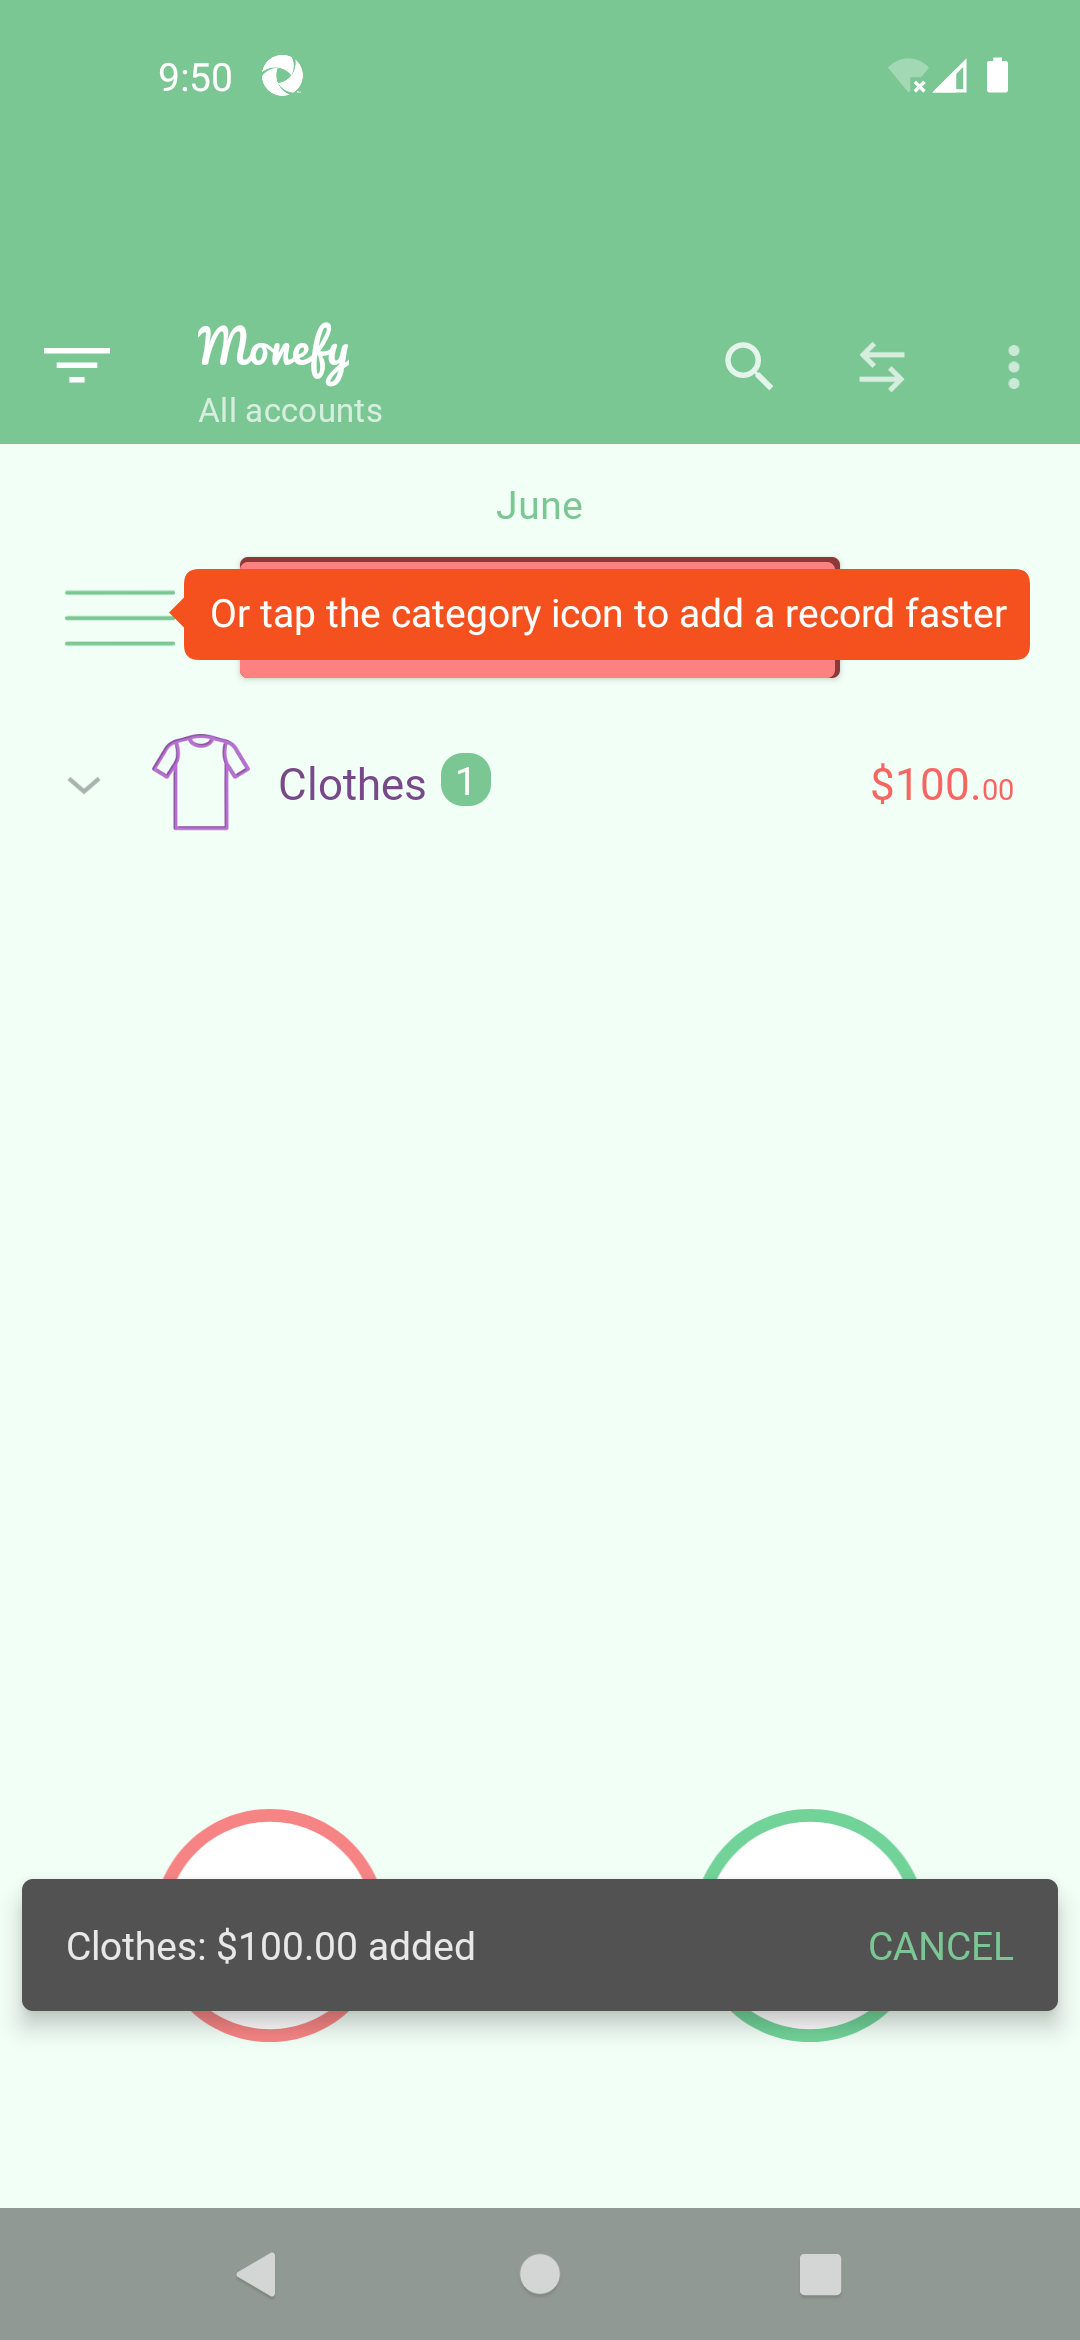 9:50
Monefy
All accounts
June
Or tap the category icon to add a record faster
Clothes 1 $100.00
Clothes: $100.00 added CANCEL